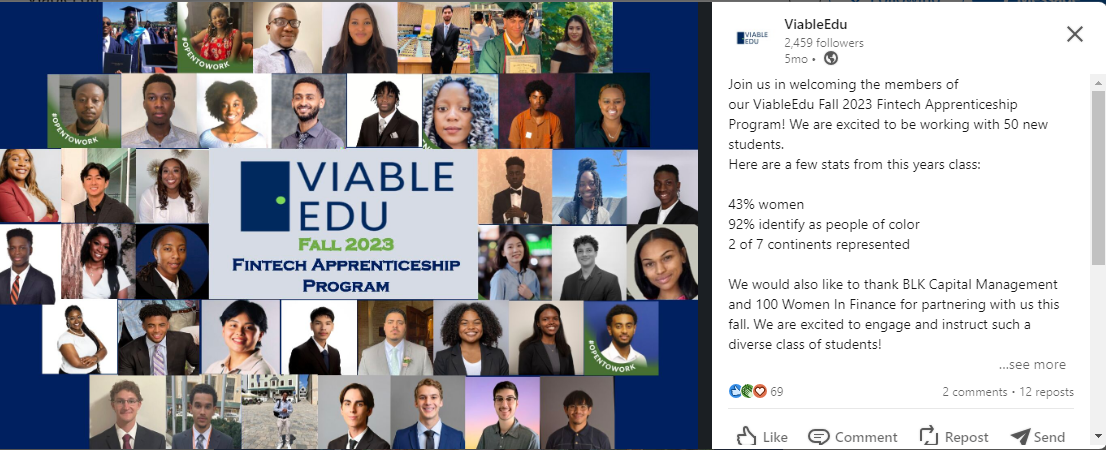 #OPENTOWORK
#OPENTOWORK
VIABLE
EDU
FALL 2023
FINTECH APPRENTICESHIP
PROGRAM
#OPENTOWORK
VIABLE
EDU
ViableEdu
2,459 followers
5mo •
Join us in welcoming the members of
our ViableEdu Fall 2023 Fintech Apprenticeship
Program! We are excited to be working with 50 new
students.
Here are a few stats from this years class:
43% women
92% identify as people of color
2 of 7 continents represented
We would also like to thank BLK Capital Management
and 100 Women In Finance for partnering with us this
fall. We are excited to engage and instruct such a
diverse class of students!
...see more
69
2 comments • 12 reposts
Like
Comment
Repost
Send